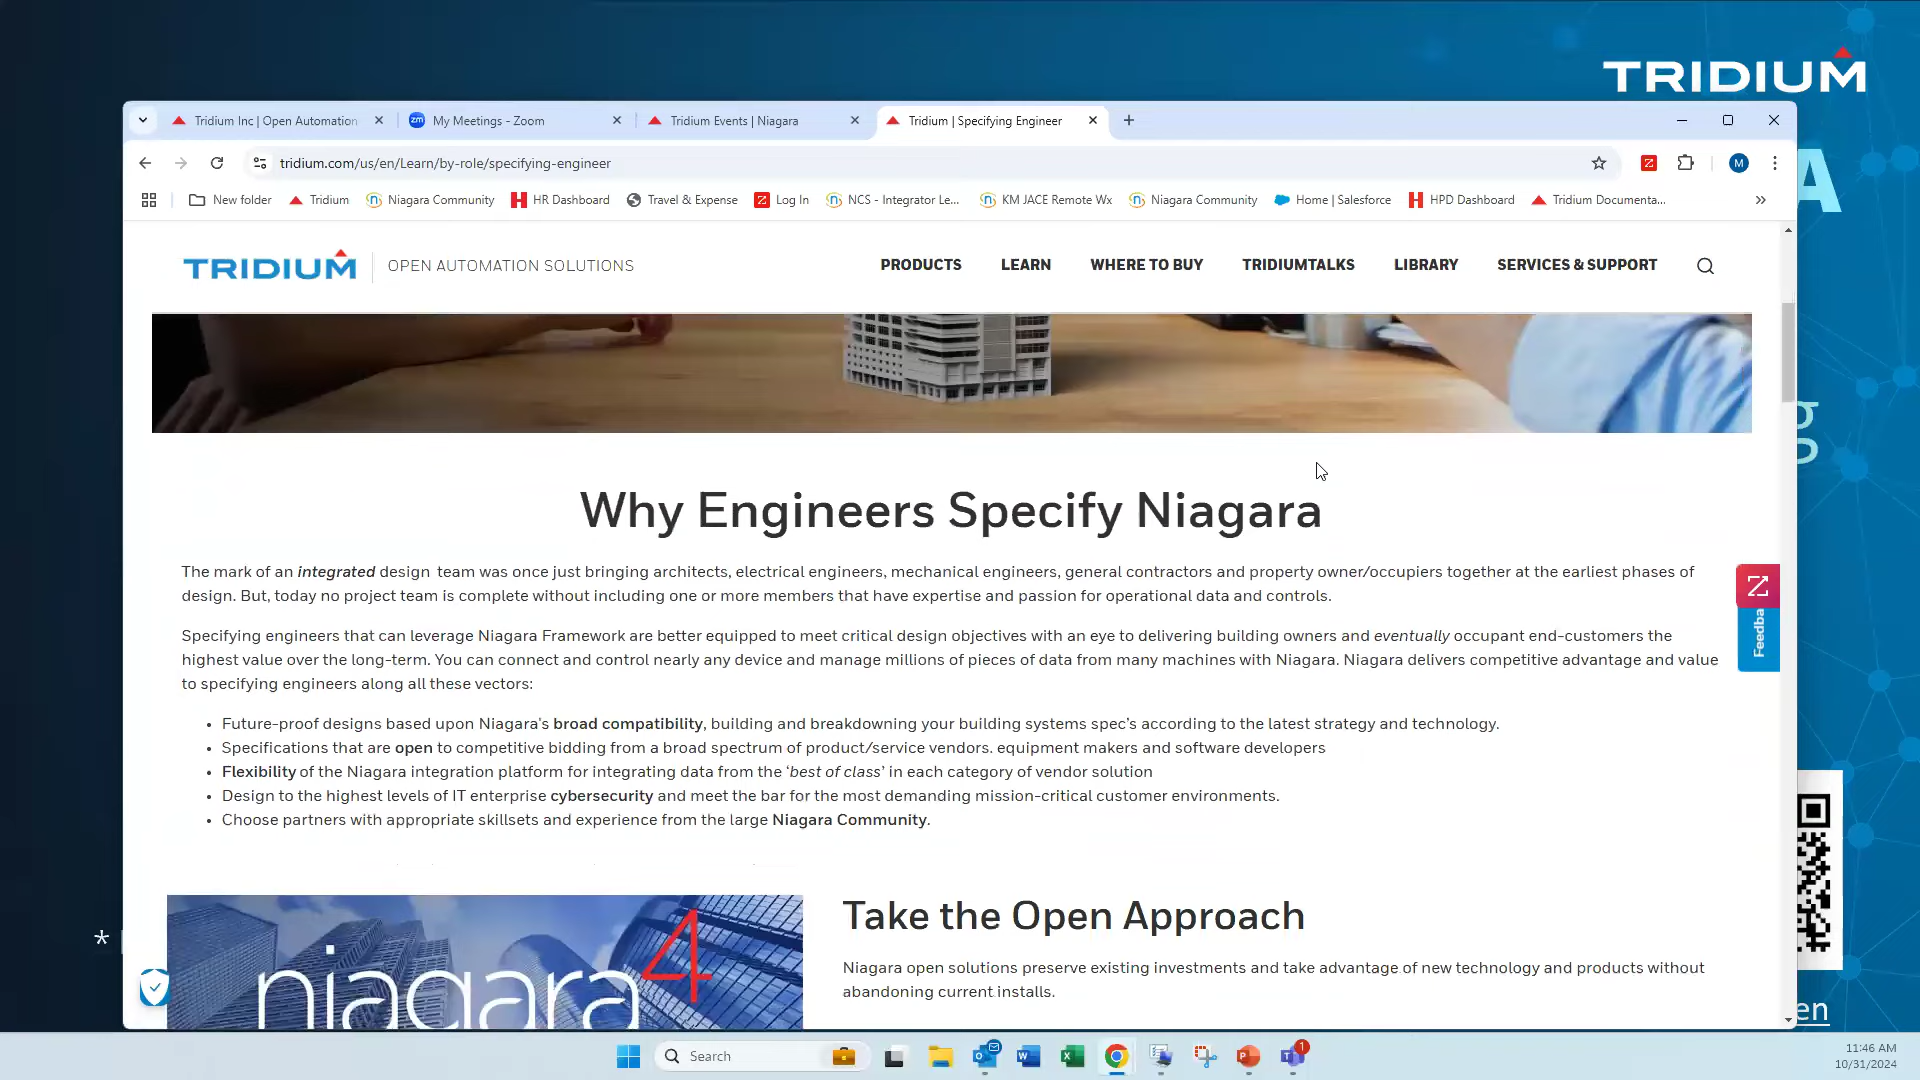 TRIDIUM
Tridium Inc | Open Automation
My Meetings - Zoom
Tridium Events | Niagara
Tridium | Specifying Engineer
tridium.com/us/en/Learn/by-role/specifying-engineer
M
New folder
Tridium
Niagara Community
HR Dashboard
Travel & Expense
Log In
NCS - Integrator Le...
KM JACE Remote Wx
Niagara Community
Home | Salesforce
HPD Dashboard
Tridium Documenta...
A
TRIDIUM
OPEN AUTOMATION SOLUTIONS
PRODUCTS
LEARN
WHERE TO BUY
TRIDIUMTALKS
LIBRARY
SERVICES & SUPPORT
g
Why Engineers Specify Niagara
The mark of an integrated design team was once just bringing architects, electrical engineers, mechanical engineers, general contractors and property owner/occupiers together at the earliest phases of
design. But, today no project team is complete without including one or more members that have expertise and passion for operational data and controls.
Specifying engineers that can leverage Niagara Framework are better equipped to meet critical design objectives with an eye to delivering building owners and eventually occupant end-customers the
highest value over the long-term. You can connect and control nearly any device and manage millions of pieces of data from many machines with Niagara. Niagara delivers competitive advantage and value
to specifying engineers along all these vectors:
• Future-proof designs based upon Niagara's broad compatibility, building and breakdowning your building systems spec's according to the latest strategy and technology.
• Specifications that are open to competitive bidding from a broad spectrum of product/service vendors. equipment makers and software developers
• Flexibility of the Niagara integration platform for integrating data from the ‘best of class’ in each category of vendor solution
• Design to the highest levels of IT enterprise cybersecurity and meet the bar for the most demanding mission-critical customer environments.
• Choose partners with appropriate skillsets and experience from the large Niagara Community.
Feedba
niagara4
Take the Open Approach
Niagara open solutions preserve existing investments and take advantage of new technology and products without
abandoning current installs.
*
en
Search
1
11:46 AM
10/31/2024